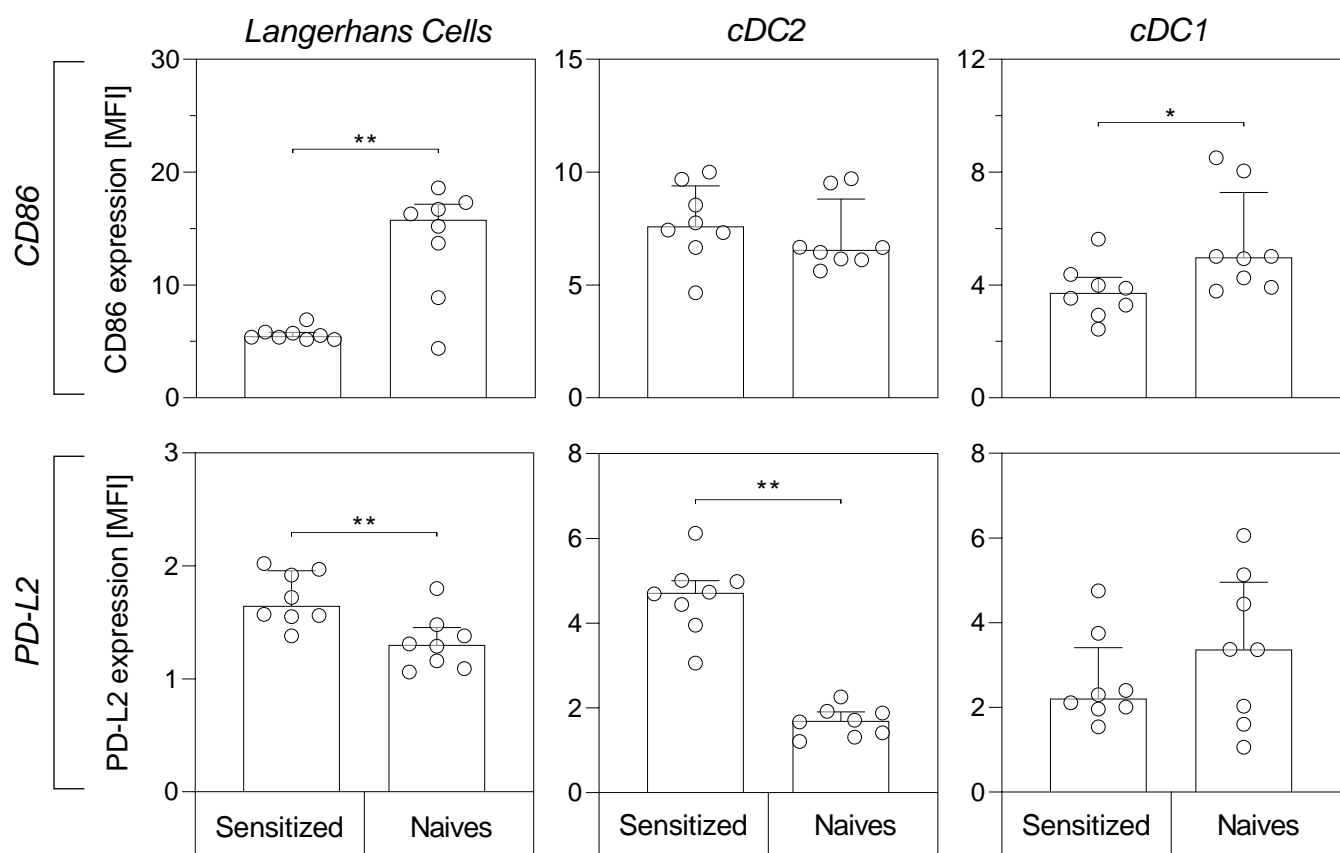 Langerhans Cells
cDC2
cDC1
CD86
CD86 expression [MFI]
30
20
10
0
**
15
10
5
0
12
8
4
0
*
PD-L2
PD-L2 expression [MFI]
3
2
1
0
**
8
6
4
2
0
**
8
6
4
2
0
Sensitized
Naives
Sensitized
Naives
Sensitized
Naives